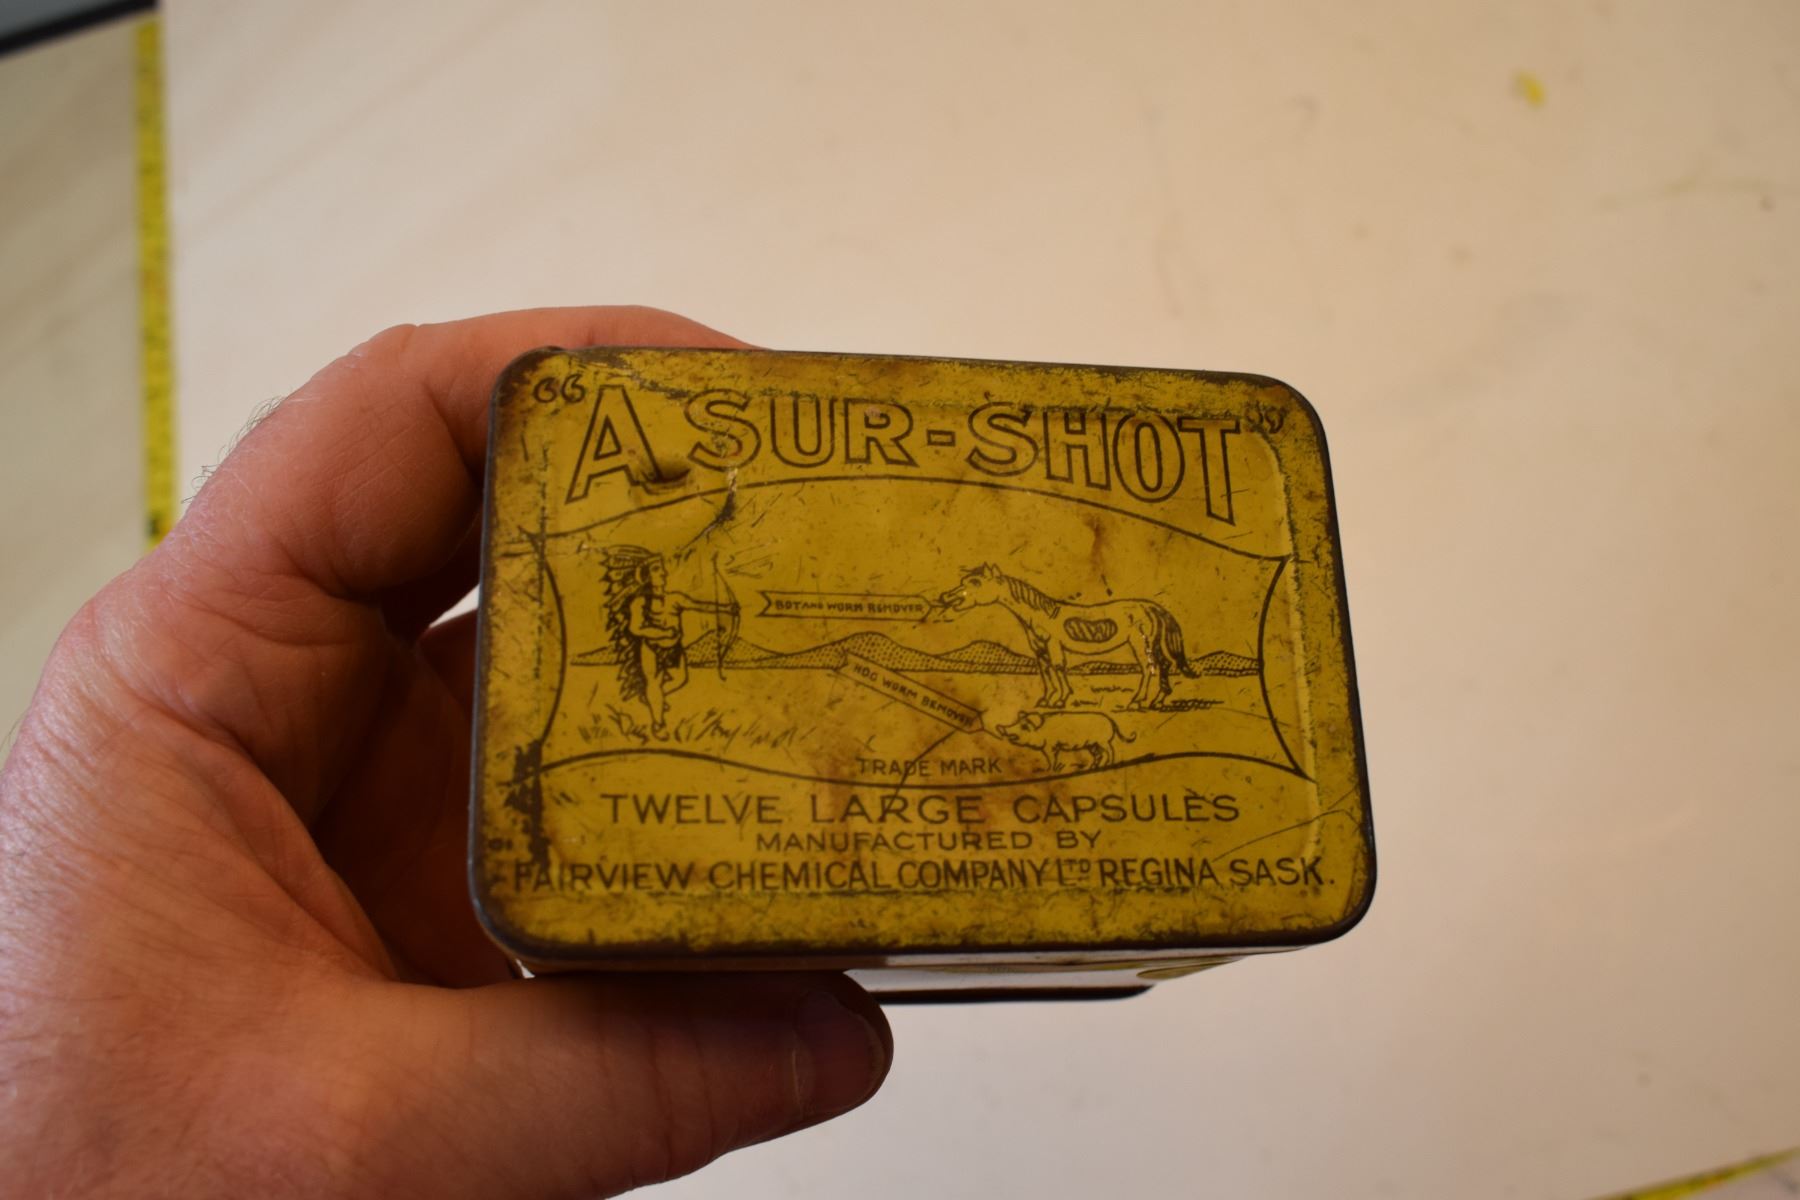 “A SUR-SHOT”
BOT AND WORM REMOVER
HOG WORM REMOVER
TRADE MARK
TWELVE LARGE CAPSULES
MANUFACTURED BY
FAIRVIEW CHEMICAL COMPANY LTD REGINA SASK.